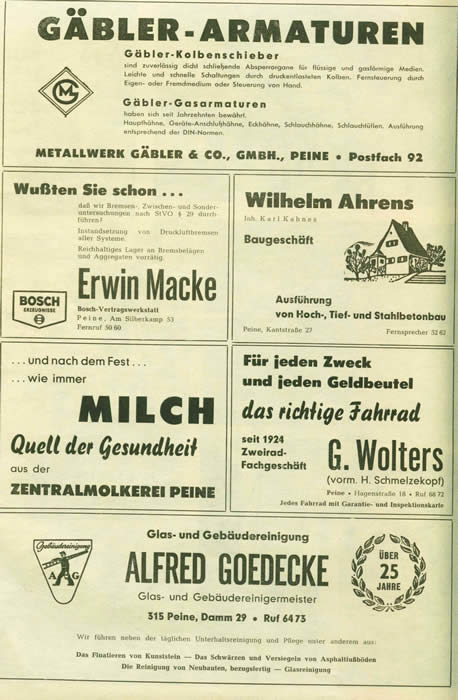 GÄBLER-ARMATUREN
Gäbler-Kolbenschieber
sind zuverlässig dicht schließende Absperrorgane für flüssige und gasförmige Medien.
Leichte und schnelle Schaltungen durch druckentlasteten Kolben. Fernsteuerung durch
Eigen- oder Fremdmedium oder Steuerung von Hand.
Gäbler-Gasarmaturen
haben sich seit Jahrzehnten bewährt.
Haupthähne, Geräte-Anschlußhähne, Eckhähne, Schlauchhähne, Schlauchtüllen. Ausführung
entsprechend der DIN-Normen.
METALLWERK GÄBLER & CO., GMBH., PEINE • Postfach 92
Wußten Sie schon ...
daß wir Bremsen-, Zwischen- und Sonder-
untersuchungen nach StVO § 29 durch-
führen?
Instandsetzung von Druckluftbremsen
aller Systeme.
Reichhaltiges Lager an Bremsbelägen
und Aggregaten vorrätig.
BOSCH
ERZEUGNISSE
Erwin Macke
Bosch-Vertragswerkstatt
Peine, Am Silberkamp 53
Fernruf 50 60
Wilhelm Ahrens
Inh. Karl Kahnes
Baugeschäft
Ausführung
von Hoch-, Tief- und Stahlbetonbau
Peine, Kantstraße 27 Fernsprecher 52 62
... und nach dem Fest ...
... wie immer
MILCH
Quell der Gesundheit
aus der
ZENTRALMOLKEREI PEINE
Für jeden Zweck
und jeden Geldbeutel
das richtige Fahrrad
seit 1924
Zweirad-
Fachgeschäft
G. Wolters
(vorm. H. Schmelzekopf)
Peine • Hagenstraße 18 • Ruf 68 72
Jedes Fahrrad mit Garantie- und Inspektionskarte
Glas- und Gebäudereinigung
Gebäudereinigung
A G
ALFRED GOEDECKE
ÜBER
25
JAHRE
Glas- und Gebäudereinigermeister
315 Peine, Damm 29 • Ruf 64 73
Wir führen neben der täglichen Unterhaltsreinigung und Pflege unter anderem aus:
Das Fluatieren von Kunststein — Das Schwärzen und Versiegeln von Asphaltfußböden
Die Reinigung von Neubauten, bezugsfertig — Glasreinigung